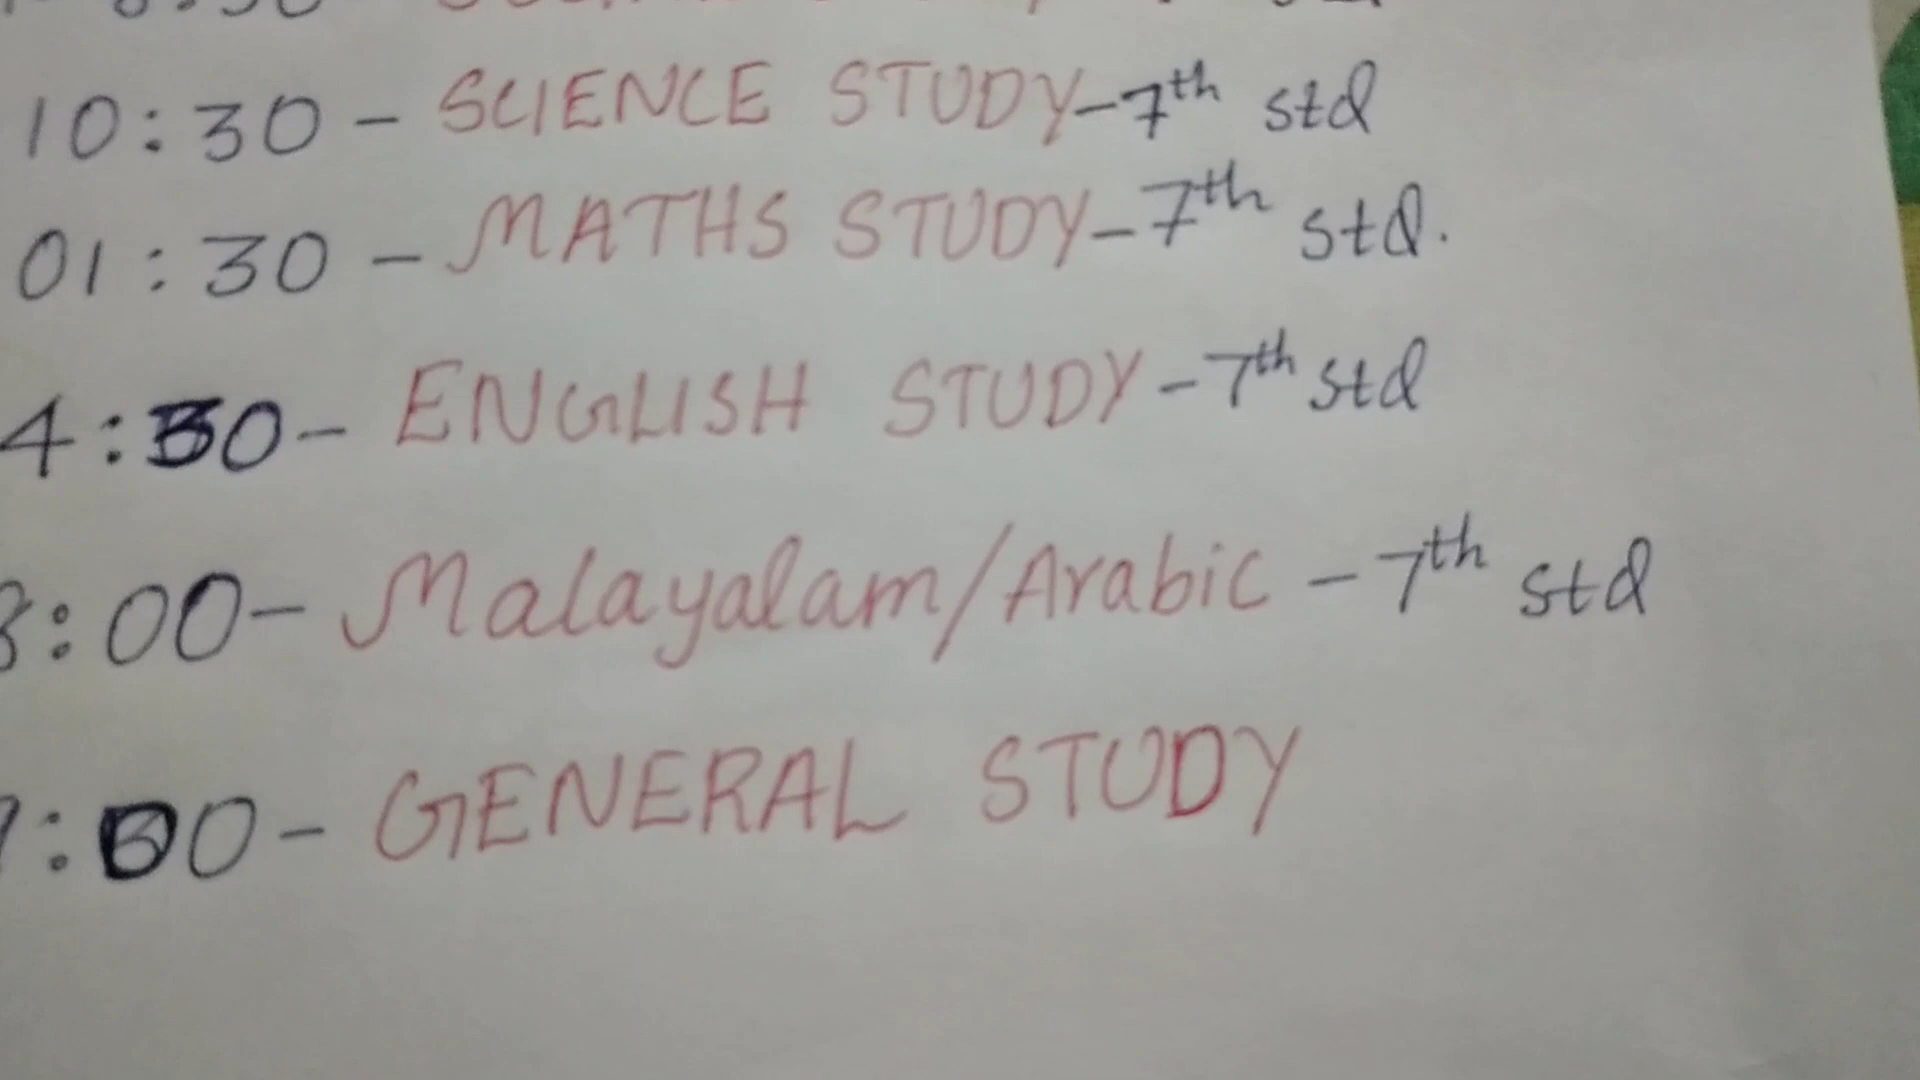 10:30 - SCIENCE STUDY-7th std
01:30 - MATHS STUDY-7th std.
4:30- ENGLISH STUDY-7th std
:00- Malayalam/Arabic -7th std
GENERAL STUDY